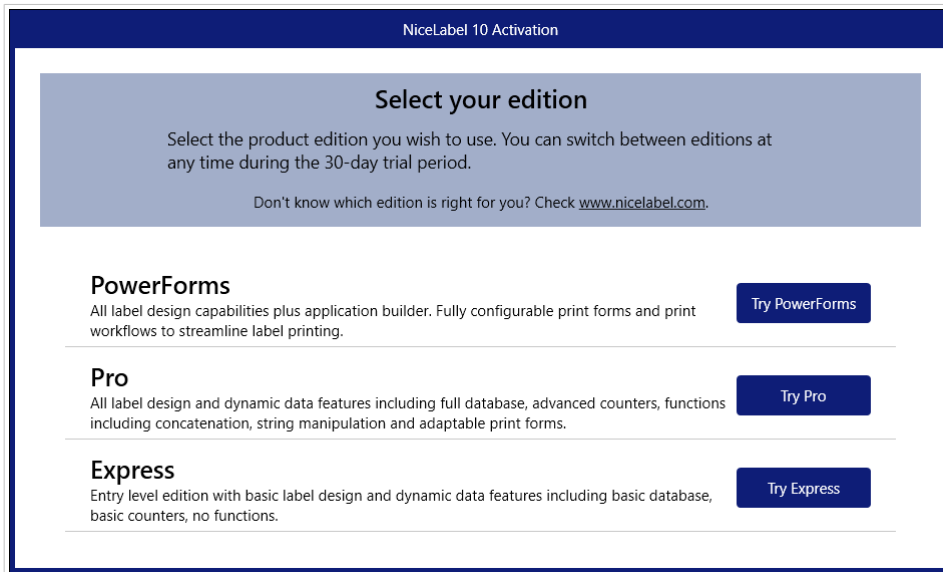 NiceLabel 10 Activation
Select your edition
Select the product edition you wish to use. You can switch between editions at
any time during the 30-day trial period.
Don't know which edition is right for you? Check www.nicelabel.com.
PowerForms
All label design capabilities plus application builder. Fully configurable print forms and print
workflows to streamline label printing.
Try PowerForms
Pro
All label design and dynamic data features including full database, advanced counters, functions
including concatenation, string manipulation and adaptable print forms.
Try Pro
Express
Entry level edition with basic label design and dynamic data features including basic database,
basic counters, no functions.
Try Express